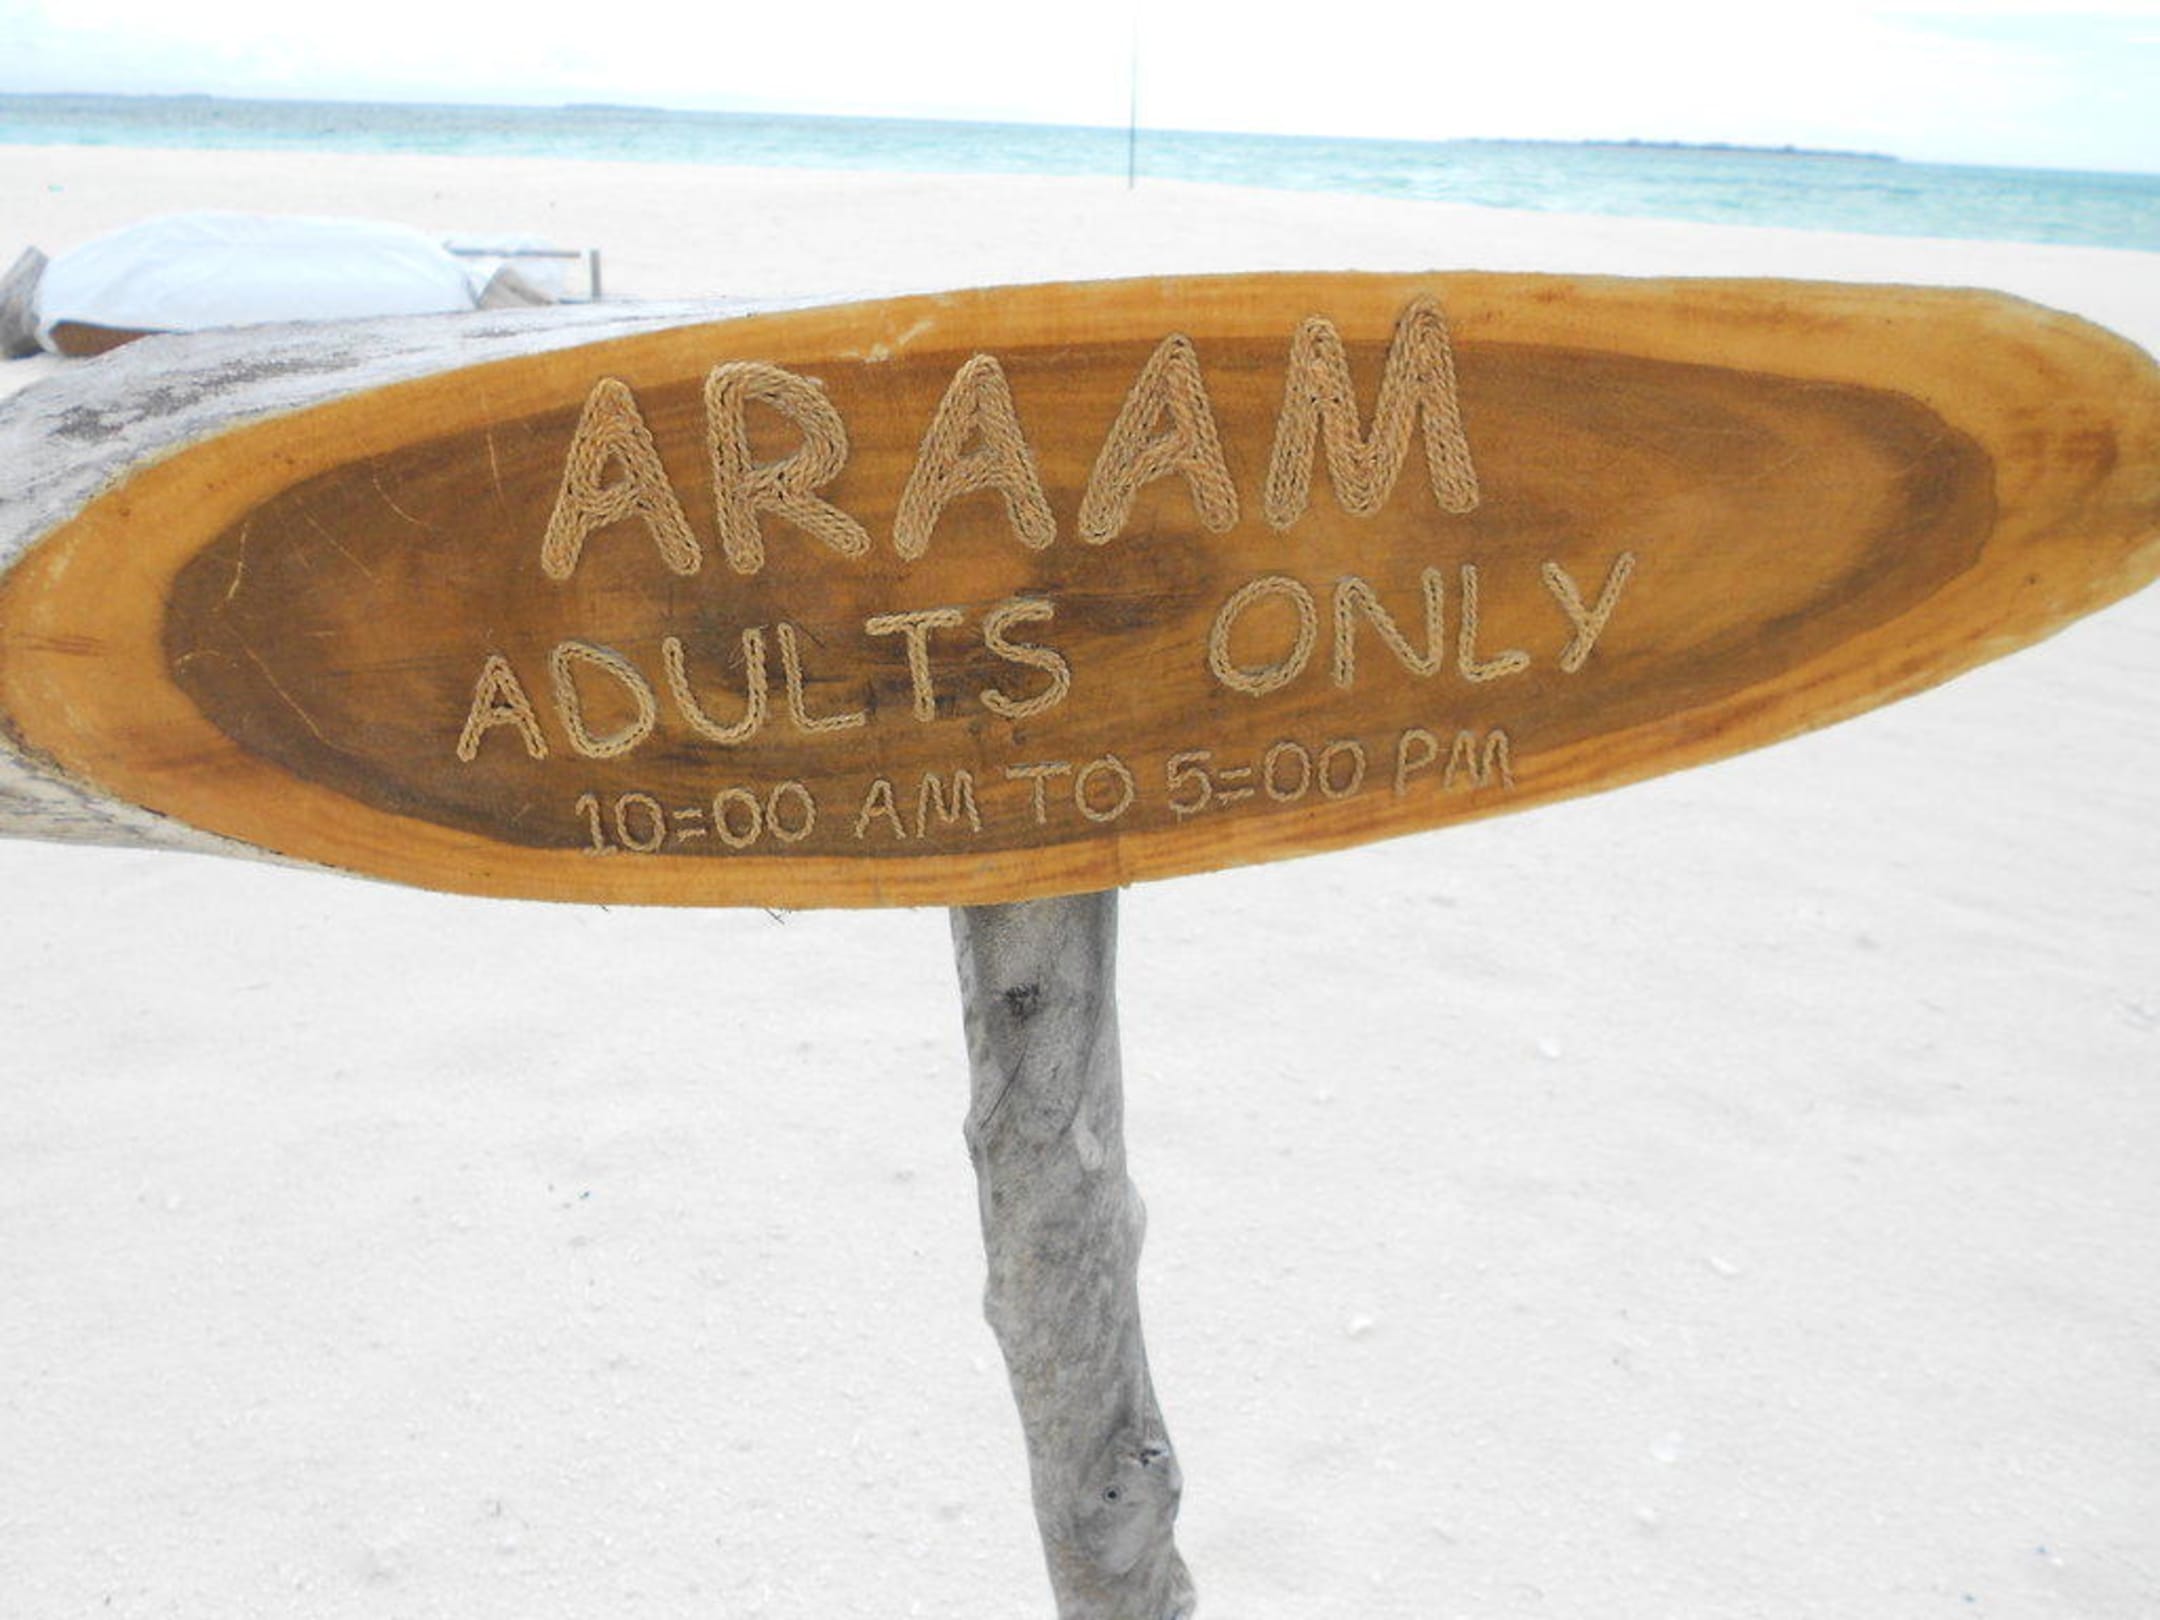 ARAAM
ADULTS ONLY
10=00 AM TO 5=00 PM